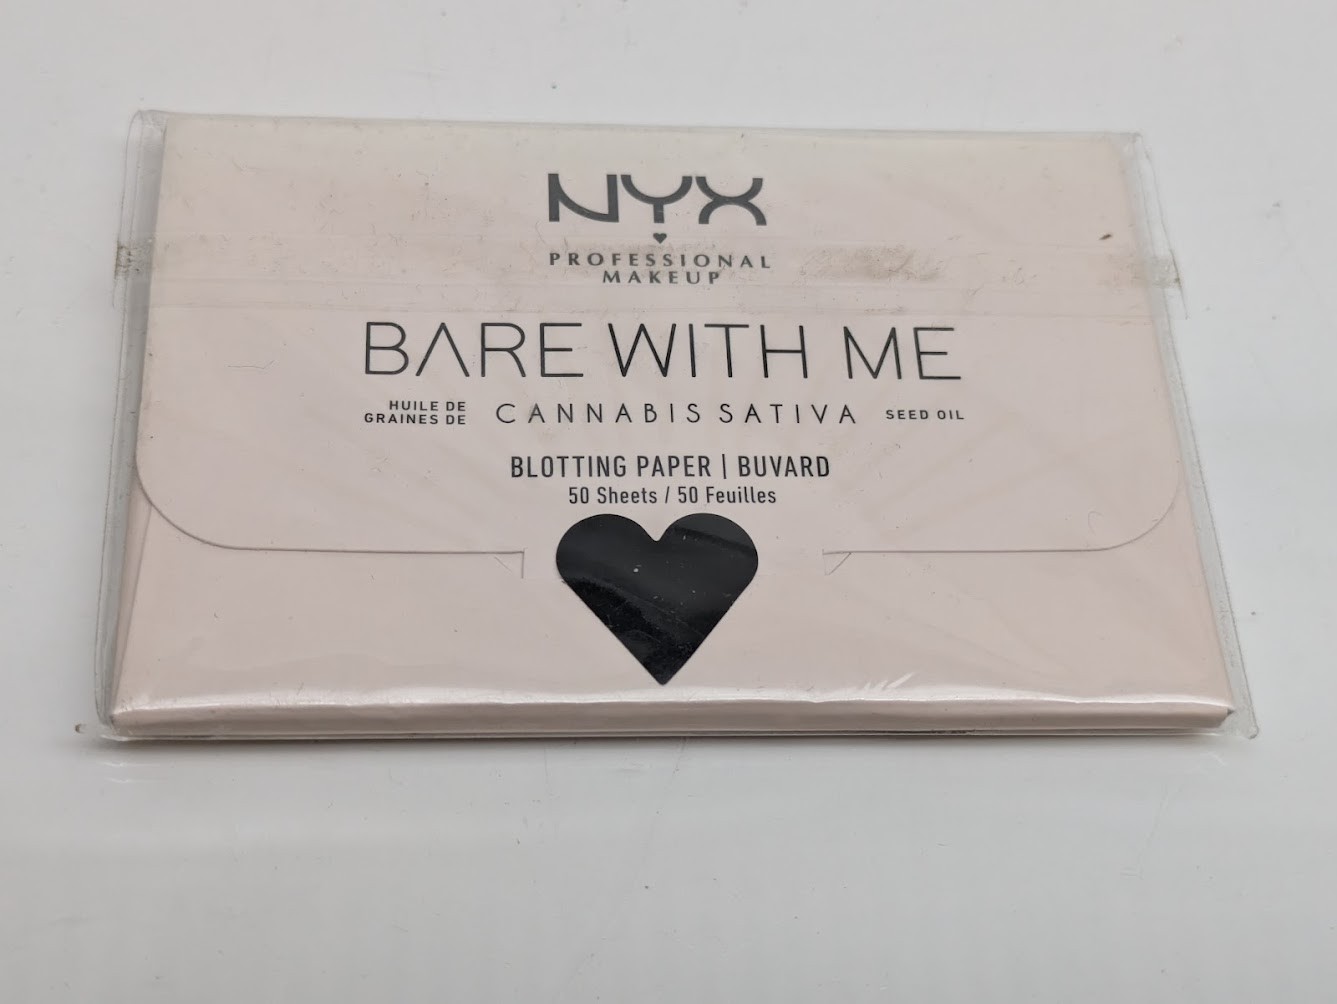 NYX
PROFESSIONAL
MAKEUP
BARE WITH ME
HUILE DE
GRAINES DE
CANNABIS SATIVA
SEED OIL
BLOTTING PAPER | BUVARD
50 Sheets / 50 Feuilles